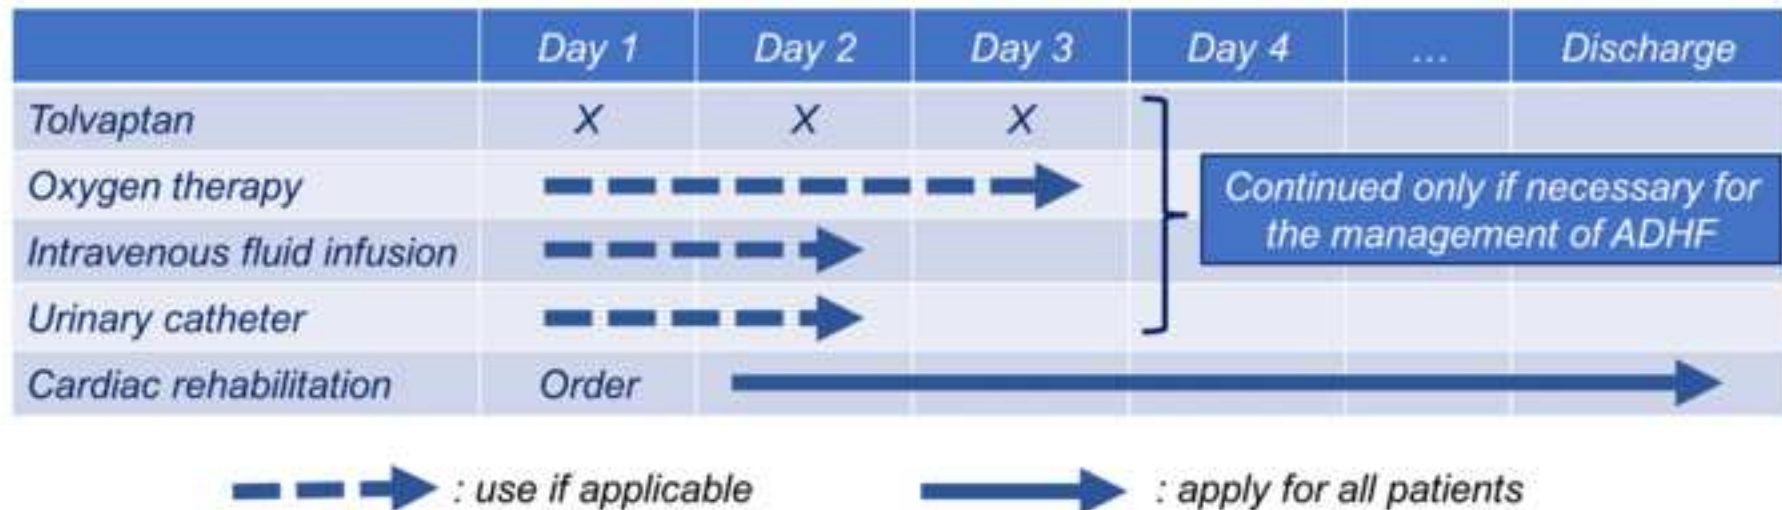 Day 1 Day 2 Day 3 Day 4 ... Discharge
Tolvaptan X X X
Oxygen therapy
Continued only if necessary for
the management of ADHF
Intravenous fluid infusion
Urinary catheter
Cardiac rehabilitation Order
: use if applicable : apply for all patients